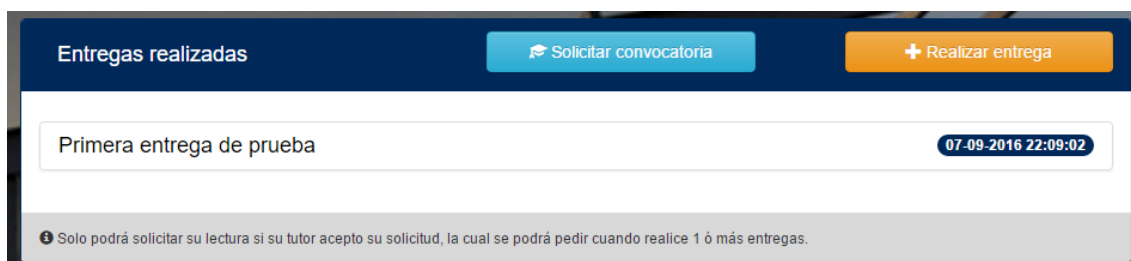 Entregas realizadas
Solicitar convocatoria
Realizar entrega
Primera entrega de prueba
07-09-2016 22:09:02
Solo podrá solicitar su lectura si su tutor acepto su solicitud, la cual se podrá pedir cuando realice 1 ò más entregas.